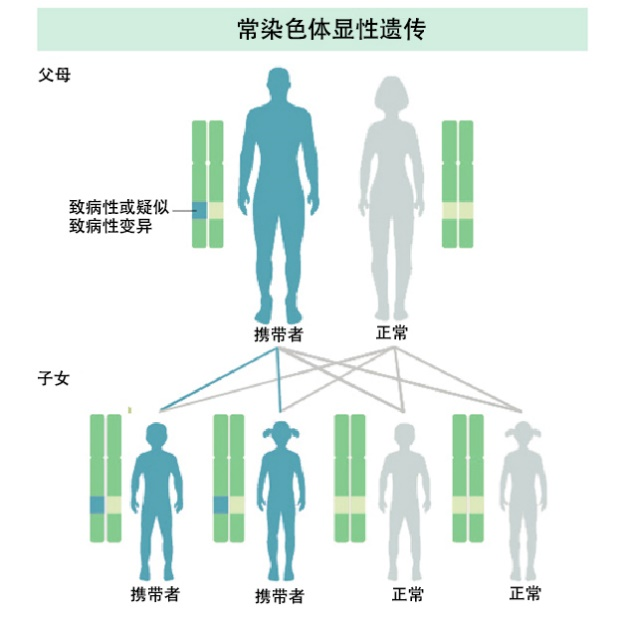 常染色体显性遗传
父母
致病性或疑似
致病性变异
携带者
正常
子女
携带者
携带者
正常
正常